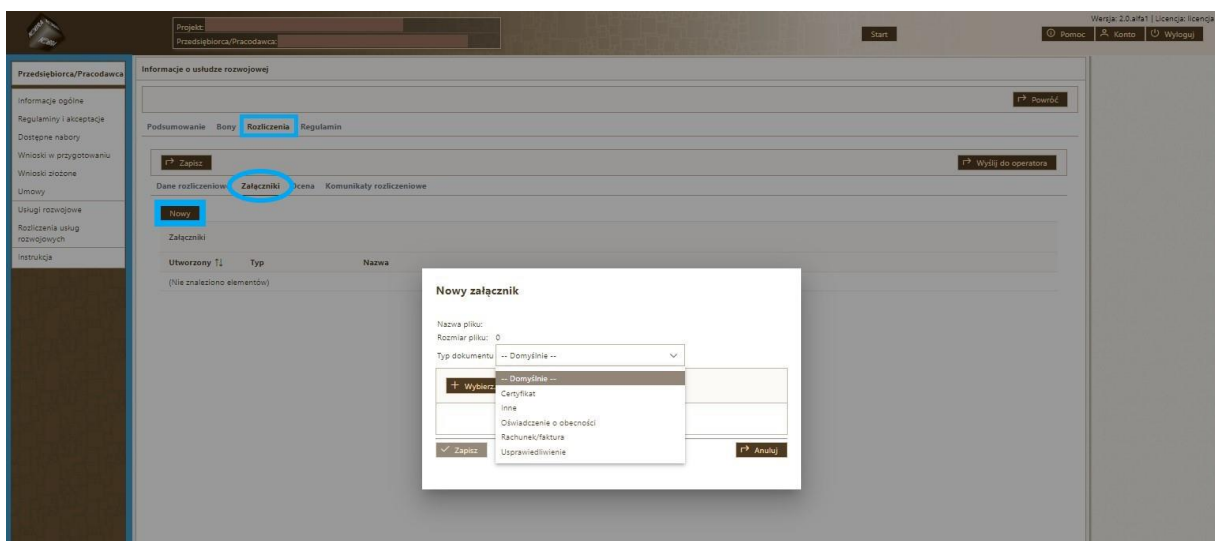 Wersja: 2.0.alfa1 | Licencja: licencja
Projekt:
Przedsiębiorca/Pracodawca:
Start
Pomoc
Konto
Wyloguj
Przedsiębiorca/Pracodawca
Informacje ogólne
Regulaminy i akceptacje
Dostępne nabory
Wnioski w przygotowaniu
Wnioski złożone
Umowy
Usługi rozwojowe
Rozliczenia usług
rozwojowych
Instrukcja
Informacje o usłudze rozwojowej
Powróć
Podsumowanie Bony Rozliczenia Regulamin
Zapisz
Wyślij do operatora
Dane rozliczeniow Załączniki Ocena Komunikaty rozliczeniowe
Nowy
Załączniki
Utworzony Typ Nazwa
(Nie znaleziono elementów)
Nowy załącznik
Nazwa pliku:
Rozmiar pliku: 0
Typ dokumentu -- Domyślnie --
+ Wybierz
-- Domyślnie --
Certyfikat
Inne
Oświadczenie o obecności
Rachunek/faktura
Usprawiedliwienie
Zapisz
Anuluj